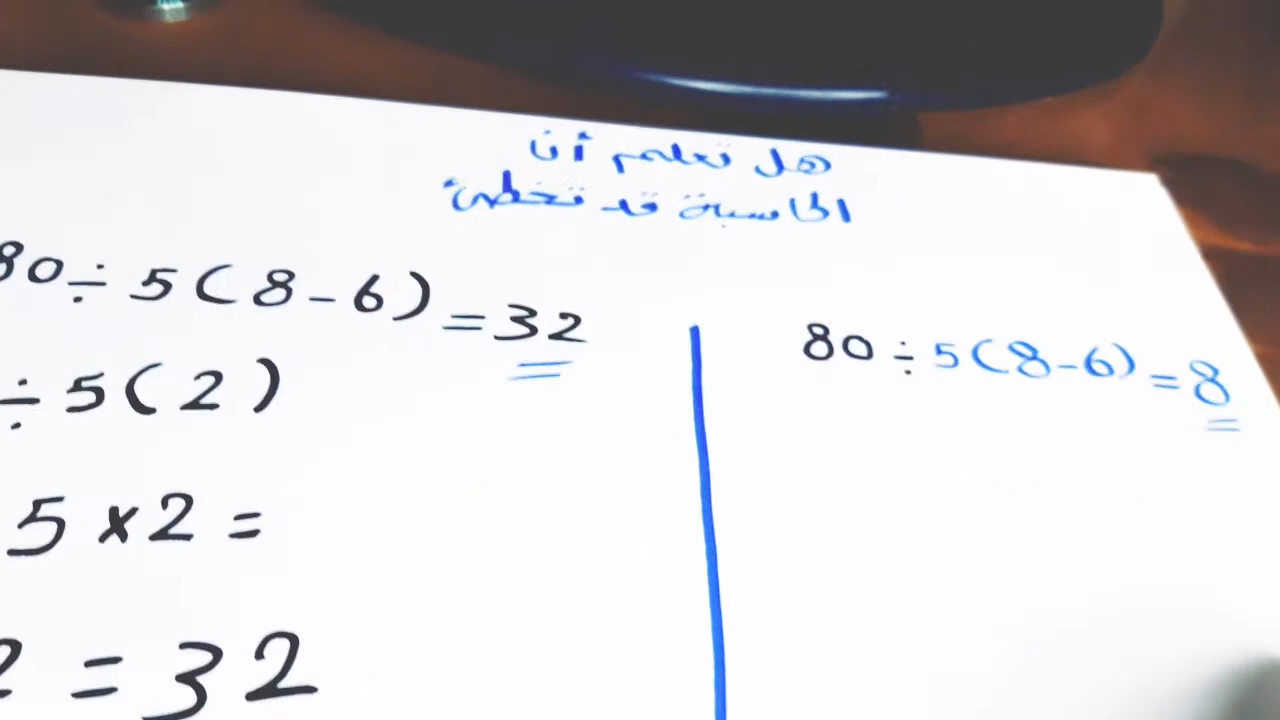 هل تعلم أن
الحاسبة قد تخطئ
80÷5(8-6)=32
÷5(2)
5×2=
2=32
80÷5(8-6)=8